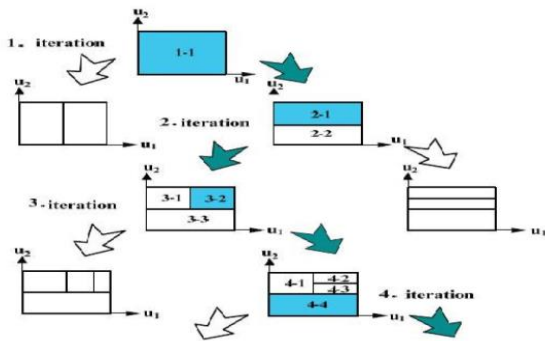 u₂
1. iteration
1-1
u₂
u₁
u₂
2-1
2- iteration
u₁
u₁
2-2
u₂
u₂
3-1
3-2
3- iteration
3-3
u₁
u₁
u₂
u₂
4-1
4-2
4-3
4- iteration
4-4
u₁
u₁